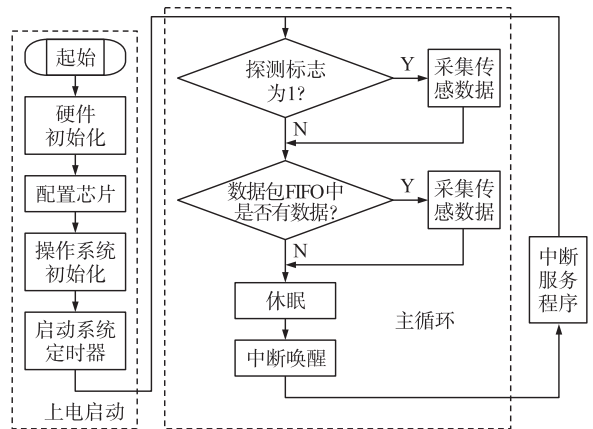 起始
硬件
初始化
配置芯片
操作系统
初始化
启动系统
定时器
上电启动
探测标志
为1?
Y
采集传
感数据
N
数据包FIFO中
是否有数据?
Y
采集传
感数据
N
休眠
中断唤醒
主循环
中断
服务
程序